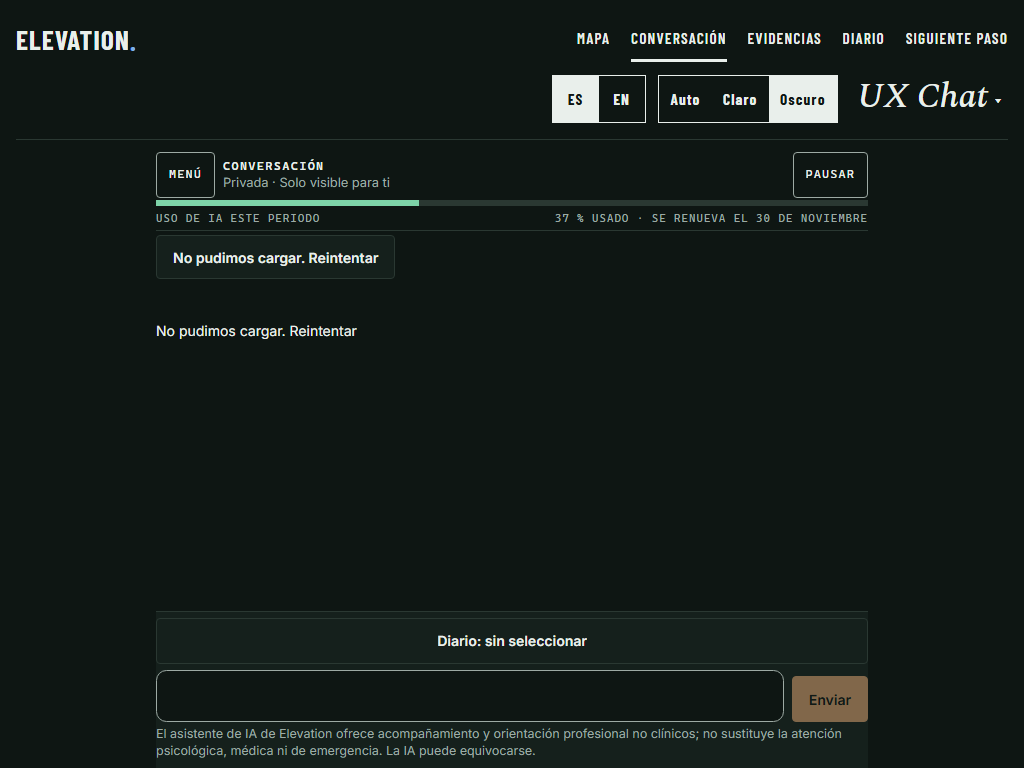 ELEVATION.
MAPA CONVERSACIÓN EVIDENCIAS DIARIO SIGUIENTE PASO
ES EN Auto Claro Oscuro UX Chat
MENÚ
CONVERSACIÓN
Privada · Solo visible para ti
PAUSAR
USO DE IA ESTE PERIODO
37 % USADO · SE RENUEVA EL 30 DE NOVIEMBRE
No pudimos cargar. Reintentar
No pudimos cargar. Reintentar
Diario: sin seleccionar
Enviar
El asistente de IA de Elevation ofrece acompañamiento y orientación profesional no clínicos; no sustituye la atención
psicológica, médica ni de emergencia. La IA puede equivocarse.